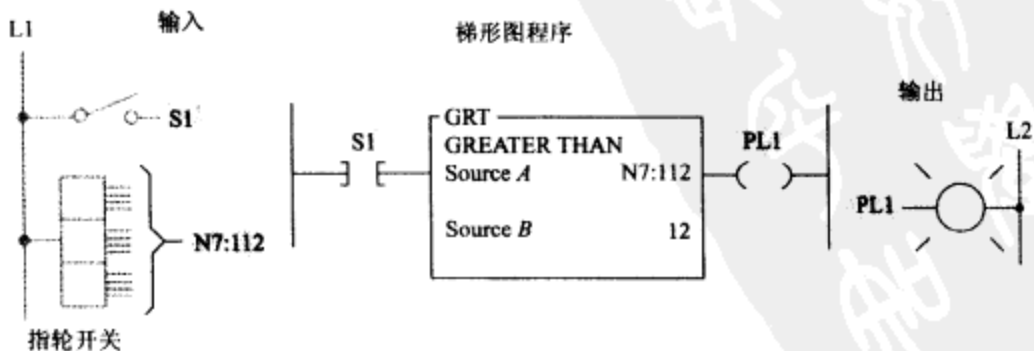 输入
L1
梯形图程序
输出
L2
S1
S1
GRT
GREATER THAN
Source A N7:112
Source B 12
PL1
PL1
N7:112
指轮开关